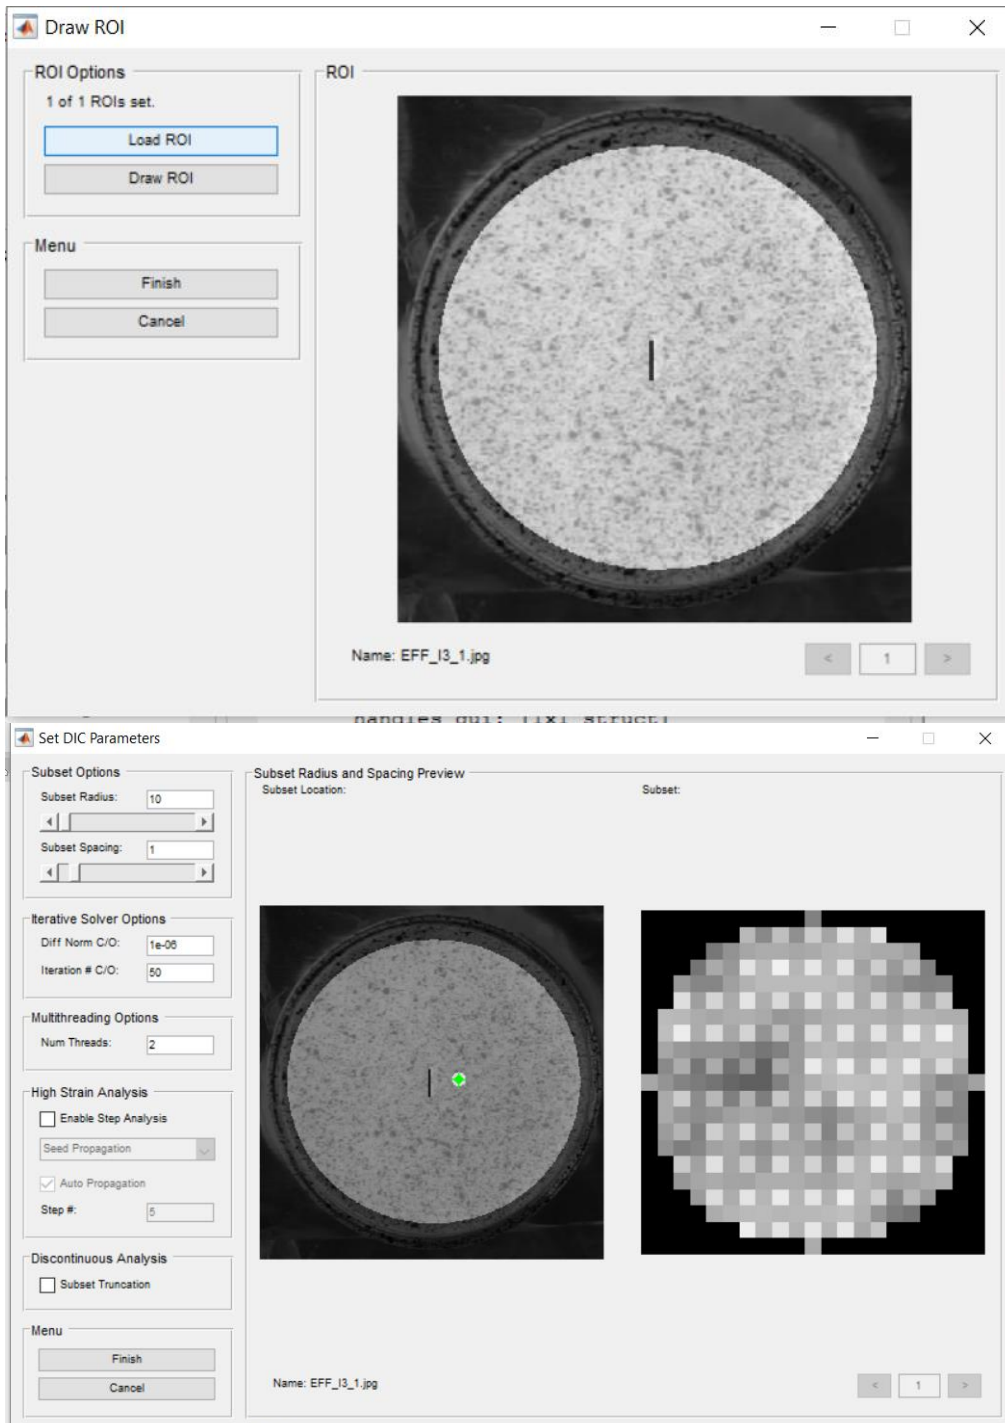 Draw ROI
ROI Options
1 of 1 ROIs set.
Load ROI
Draw ROI
Menu
Finish
Cancel
ROI
Name: EFF_I3_1.jpg
<
1
>
Set DIC Parameters
Subset Options
Subset Radius: 10
Subset Spacing: 1
Iterative Solver Options
Diff Norm C/O: 1e-06
Iteration # C/O: 50
Multithreading Options
Num Threads: 2
High Strain Analysis
Enable Step Analysis
Seed Propagation
Auto Propagation
Step #: 5
Discontinuous Analysis
Subset Truncation
Menu
Finish
Cancel
Subset Radius and Spacing Preview
Subset Location:
Subset:
Name: EFF_I3_1.jpg
<
1
>